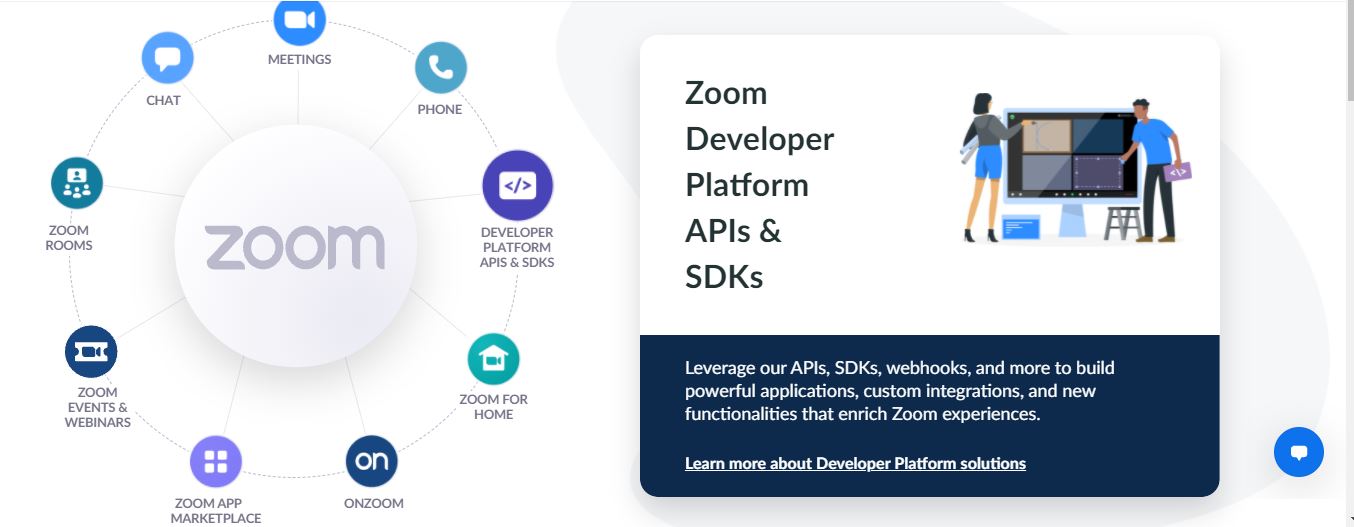 MEETINGS
CHAT
PHONE
ZOOM
ROOMS
zoom
</>
DEVELOPER
PLATFORM
APIS & SDKS
ZOOM
EVENTS &
WEBINARS
ZOOM FOR
HOME
on
ZOOM APP
MARKETPLACE
ONZOOM
Zoom
Developer
Platform
APIs &
SDKs
</>
Leverage our APIs, SDKs, webhooks, and more to build
powerful applications, custom integrations, and new
functionalities that enrich Zoom experiences.
Learn more about Developer Platform solutions